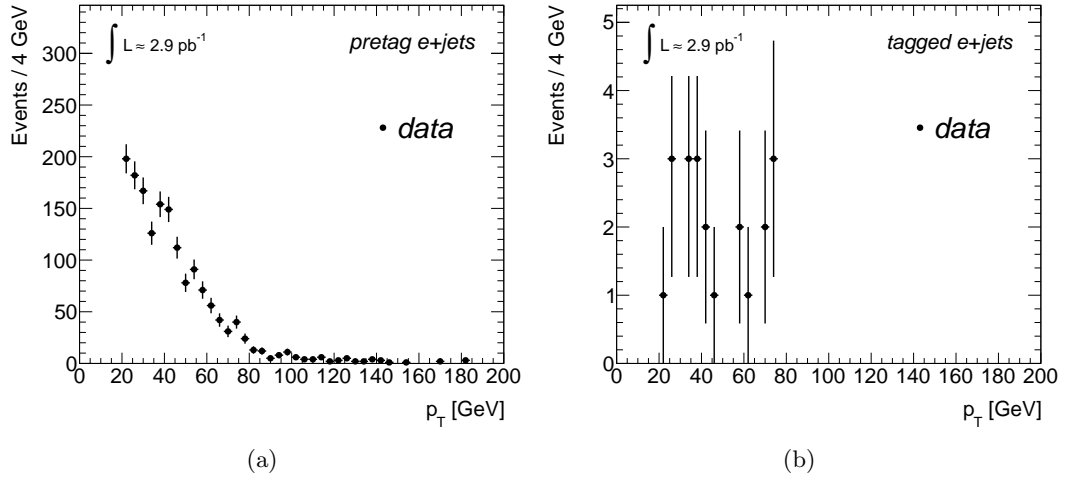 Events / 4 GeV
∫ L ≈ 2.9 pb⁻¹
pretag e+jets
data
300
250
200
150
100
50
0
0 20 40 60 80 100 120 140 160 180 200
p_T [GeV]
(a)
Events / 4 GeV
∫ L ≈ 2.9 pb⁻¹
tagged e+jets
data
5
4
3
2
1
0
0 20 40 60 80 100 120 140 160 180 200
p_T [GeV]
(b)